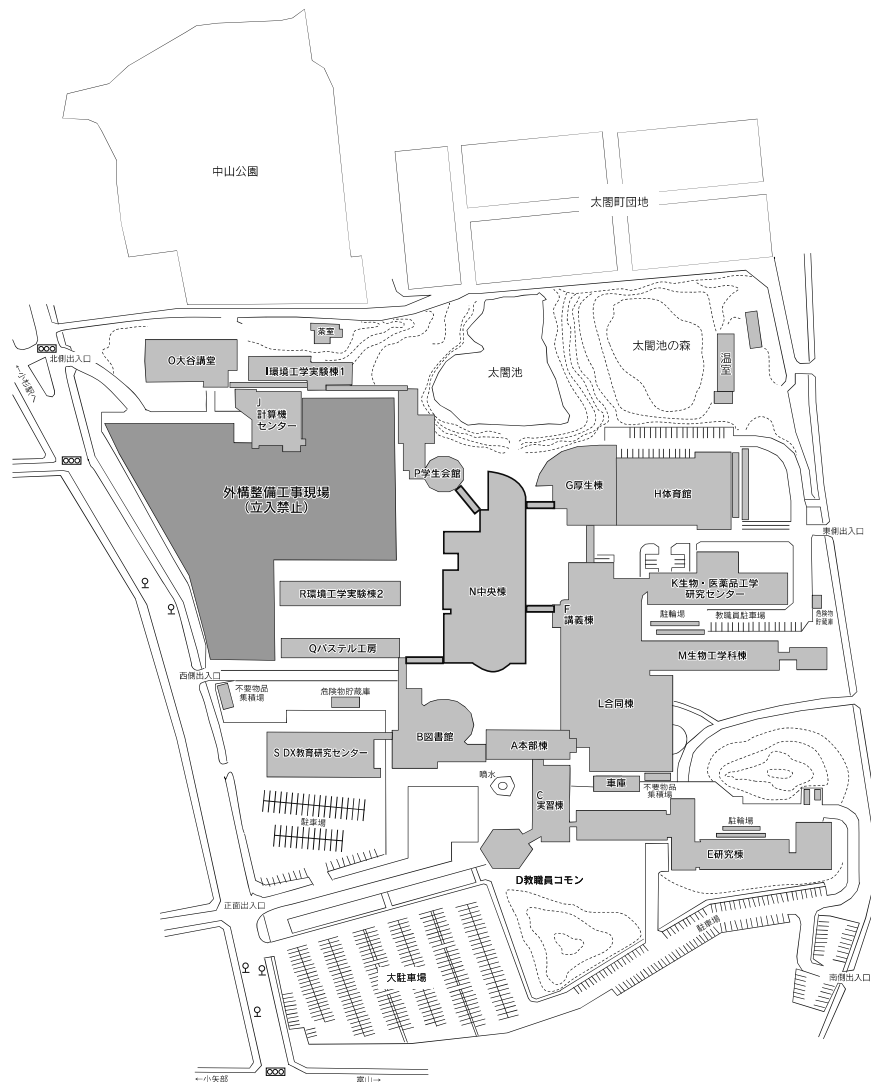 中山公園
太閤町団地
茶室
O大谷講堂
I環境工学実験棟1
北側出入口
←小杉駅へ
太閤池
太閤池の森
温室
J
計算機
センター
P学生会館
G厚生棟
H体育館
外構整備工事現場
(立入禁止)
東側出入口
K生物・医薬品工学
研究センター
R環境工学実験棟2
N中央棟
F
講義棟
駐輪場
教職員駐車場
危険物
貯蔵庫
Qパステル工房
M生物工学科棟
西側出入口
不要物品
集積場
危険物貯蔵庫
L合同棟
B図書館
A本部棟
S DX教育研究センター
噴水
C
実習棟
車庫
不要物品
集積場
駐車場
駐輪場
E研究棟
D教職員コモン
正面出入口
駐車場
大駐車場
南側出入口
←小矢部
富山→